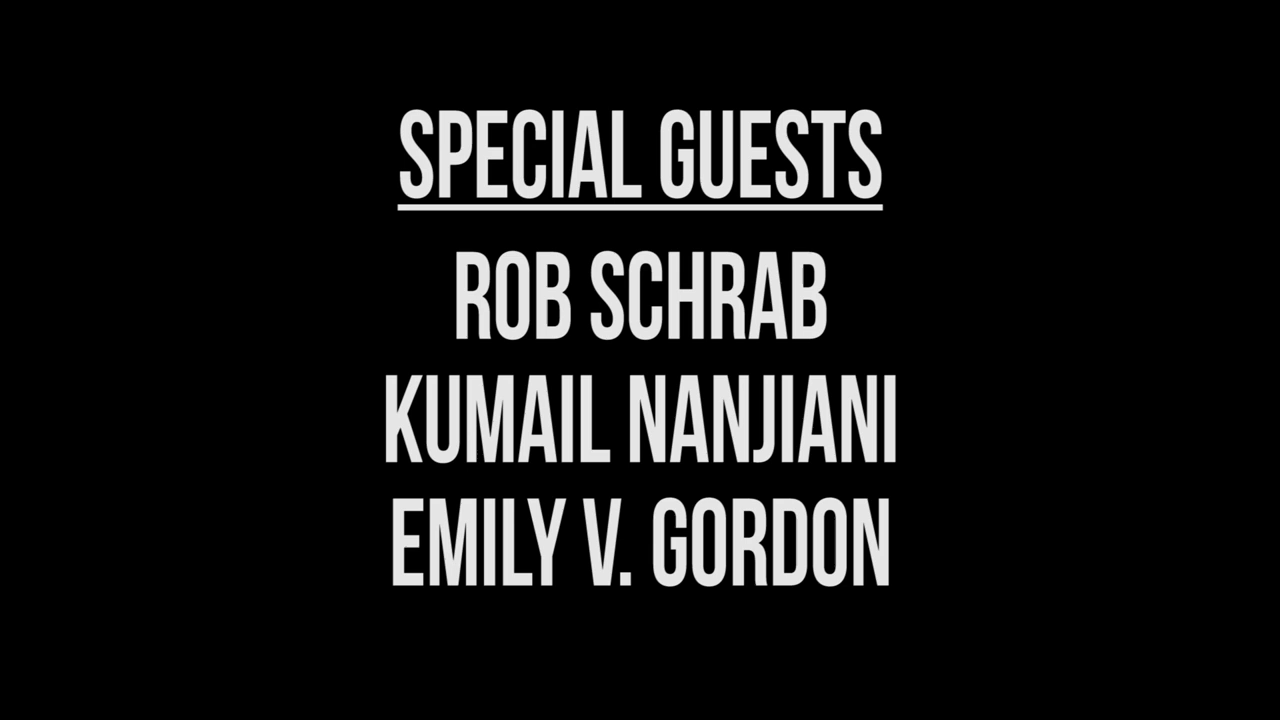 SPECIAL GUESTS
ROB SCHRAB
KUMAIL NANJIANI
EMILY V. GORDON